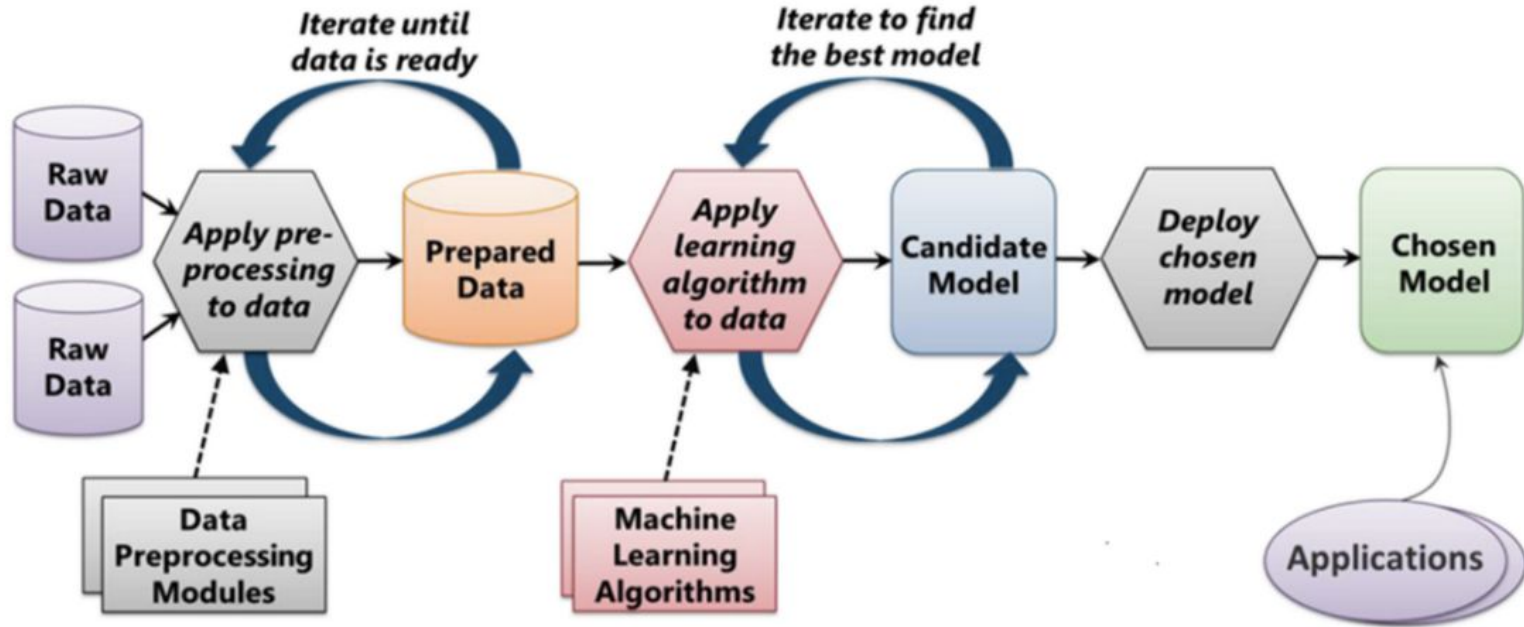 Iterate until
data is ready
Iterate to find
the best model
Raw
Data
Raw
Data
Apply pre-
processing
to data
Prepared
Data
Apply
learning
algorithm
to data
Candidate
Model
Deploy
chosen
model
Chosen
Model
Data
Preprocessing
Modules
Machine
Learning
Algorithms
Applications